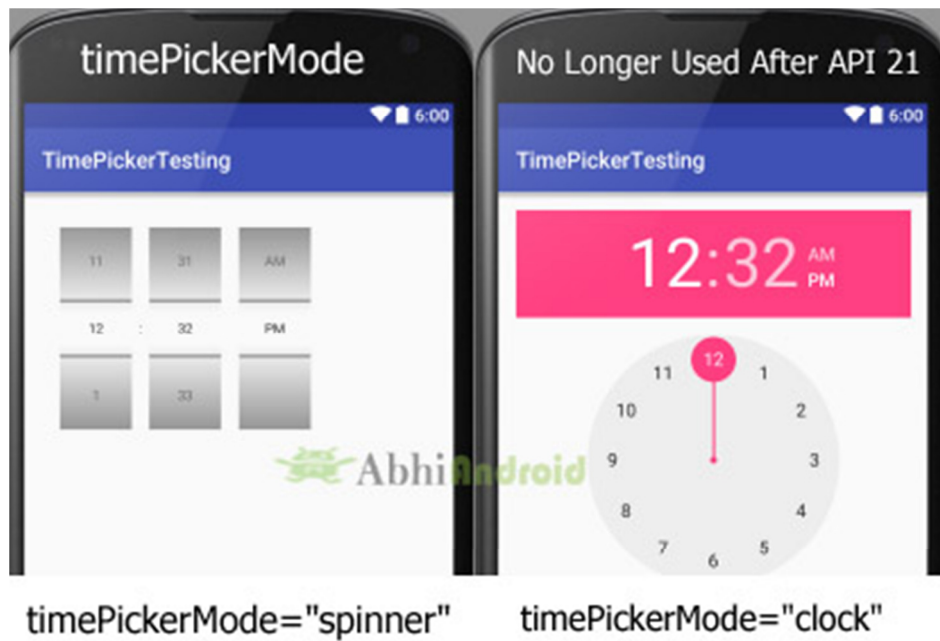 timePickerMode
6:00
TimePickerTesting
11 31 AM
12 : 32 PM
1 33
timePickerMode="spinner"
No Longer Used After API 21
6:00
TimePickerTesting
12:32 AM PM
12
11 1
10 2
9 3
8 4
7 5
6
AbhiAndroid
timePickerMode="clock"